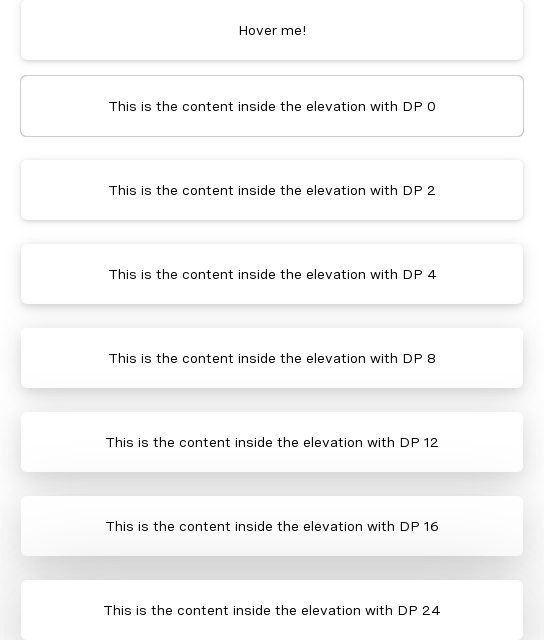 Hover me!
This is the content inside the elevation with DP 0
This is the content inside the elevation with DP 2
This is the content inside the elevation with DP 4
This is the content inside the elevation with DP 8
This is the content inside the elevation with DP 12
This is the content inside the elevation with DP 16
This is the content inside the elevation with DP 24